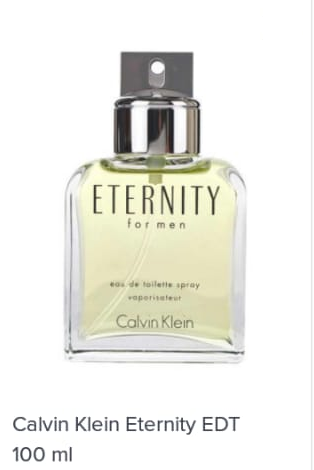 ETERNITY
for men
eau de toilette spray
vaporisateur
Calvin Klein
Calvin Klein Eternity EDT
100 ml